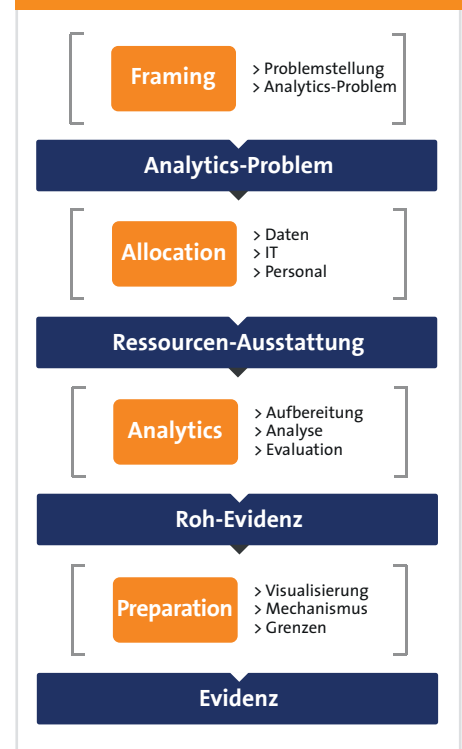 Framing
> Problemstellung
> Analytics-Problem
Analytics-Problem
Allocation
> Daten
> IT
> Personal
Ressourcen-Ausstattung
Analytics
> Aufbereitung
> Analyse
> Evaluation
Roh-Evidenz
Preparation
> Visualisierung
> Mechanismus
> Grenzen
Evidenz